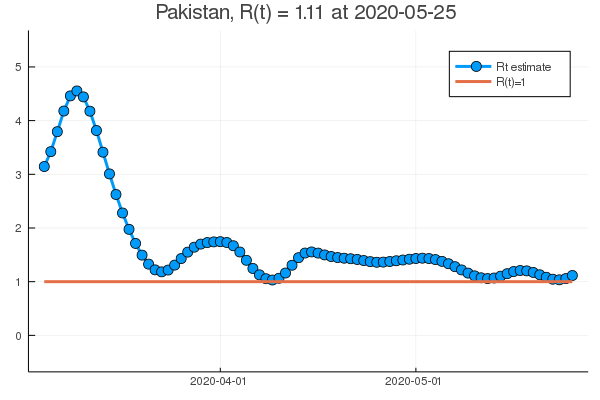 Pakistan, R(t) = 1.11 at 2020-05-25
Rt estimate
R(t)=1
5
4
3
2
1
0
2020-04-01
2020-05-01